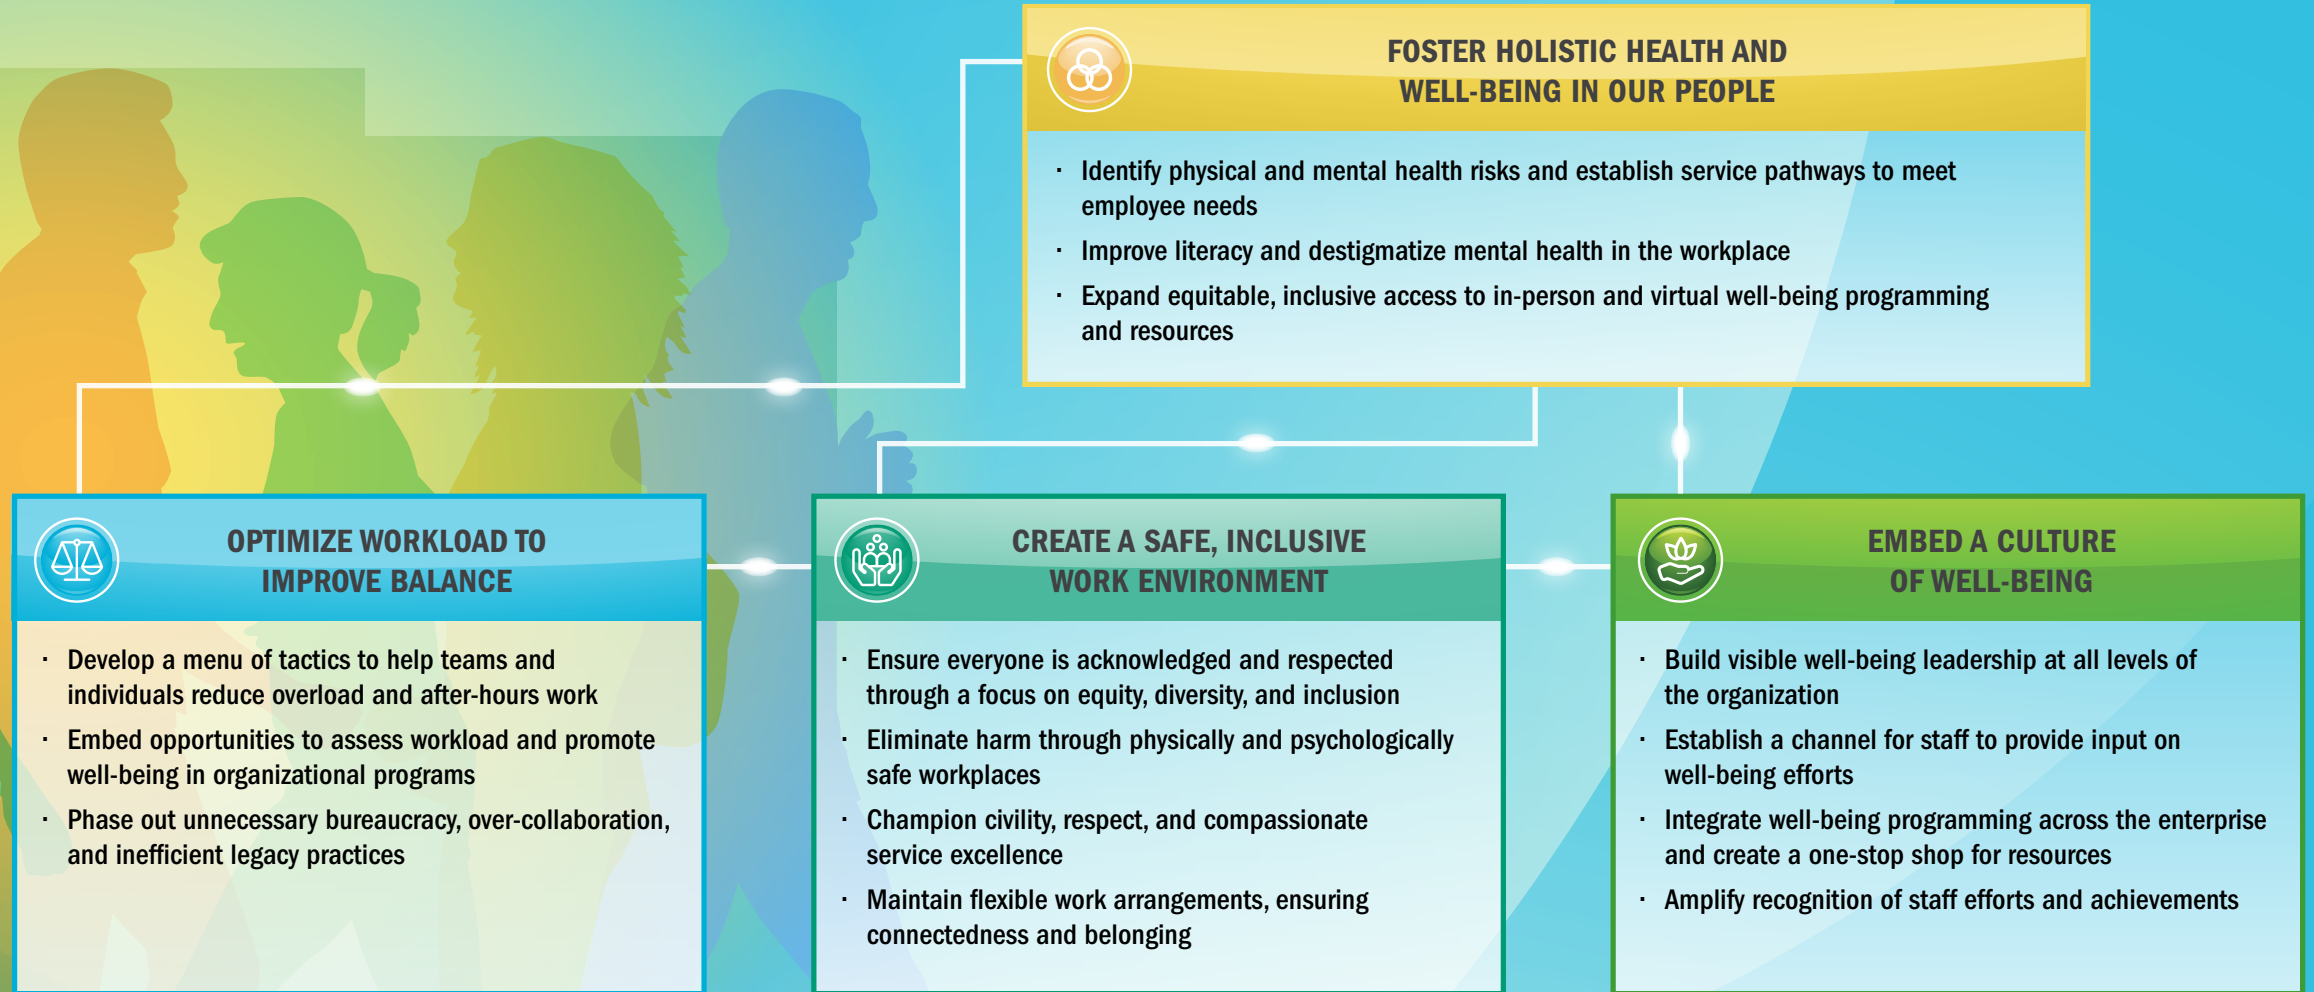 FOSTER HOLISTIC HEALTH AND
WELL-BEING IN OUR PEOPLE
· Identify physical and mental health risks and establish service pathways to meet
employee needs
· Improve literacy and destigmatize mental health in the workplace
· Expand equitable, inclusive access to in-person and virtual well-being programming
and resources
OPTIMIZE WORKLOAD TO
IMPROVE BALANCE
· Develop a menu of tactics to help teams and
individuals reduce overload and after-hours work
· Embed opportunities to assess workload and promote
well-being in organizational programs
· Phase out unnecessary bureaucracy, over-collaboration,
and inefficient legacy practices
CREATE A SAFE, INCLUSIVE
WORK ENVIRONMENT
· Ensure everyone is acknowledged and respected
through a focus on equity, diversity, and inclusion
· Eliminate harm through physically and psychologically
safe workplaces
· Champion civility, respect, and compassionate
service excellence
· Maintain flexible work arrangements, ensuring
connectedness and belonging
EMBED A CULTURE
OF WELL-BEING
· Build visible well-being leadership at all levels of
the organization
· Establish a channel for staff to provide input on
well-being efforts
· Integrate well-being programming across the enterprise
and create a one-stop shop for resources
· Amplify recognition of staff efforts and achievements